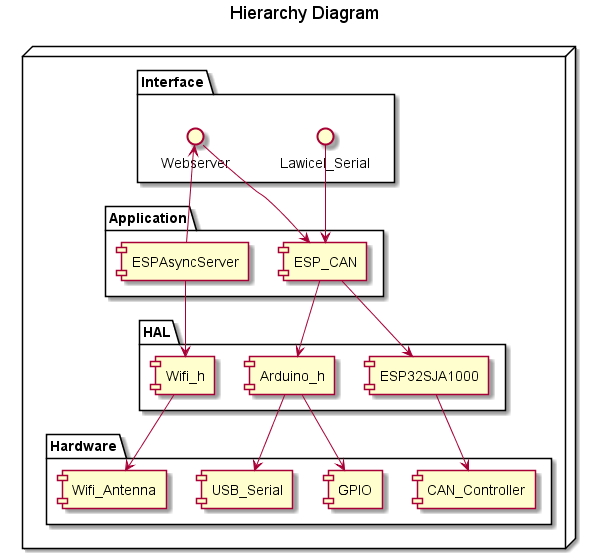 Hierarchy Diagram
Interface
Webserver
Lawicel_Serial
Application
ESPAsyncServer
ESP_CAN
HAL
Wifi_h
Arduino_h
ESP32SJA1000
Hardware
Wifi_Antenna
USB_Serial
GPIO
CAN_Controller